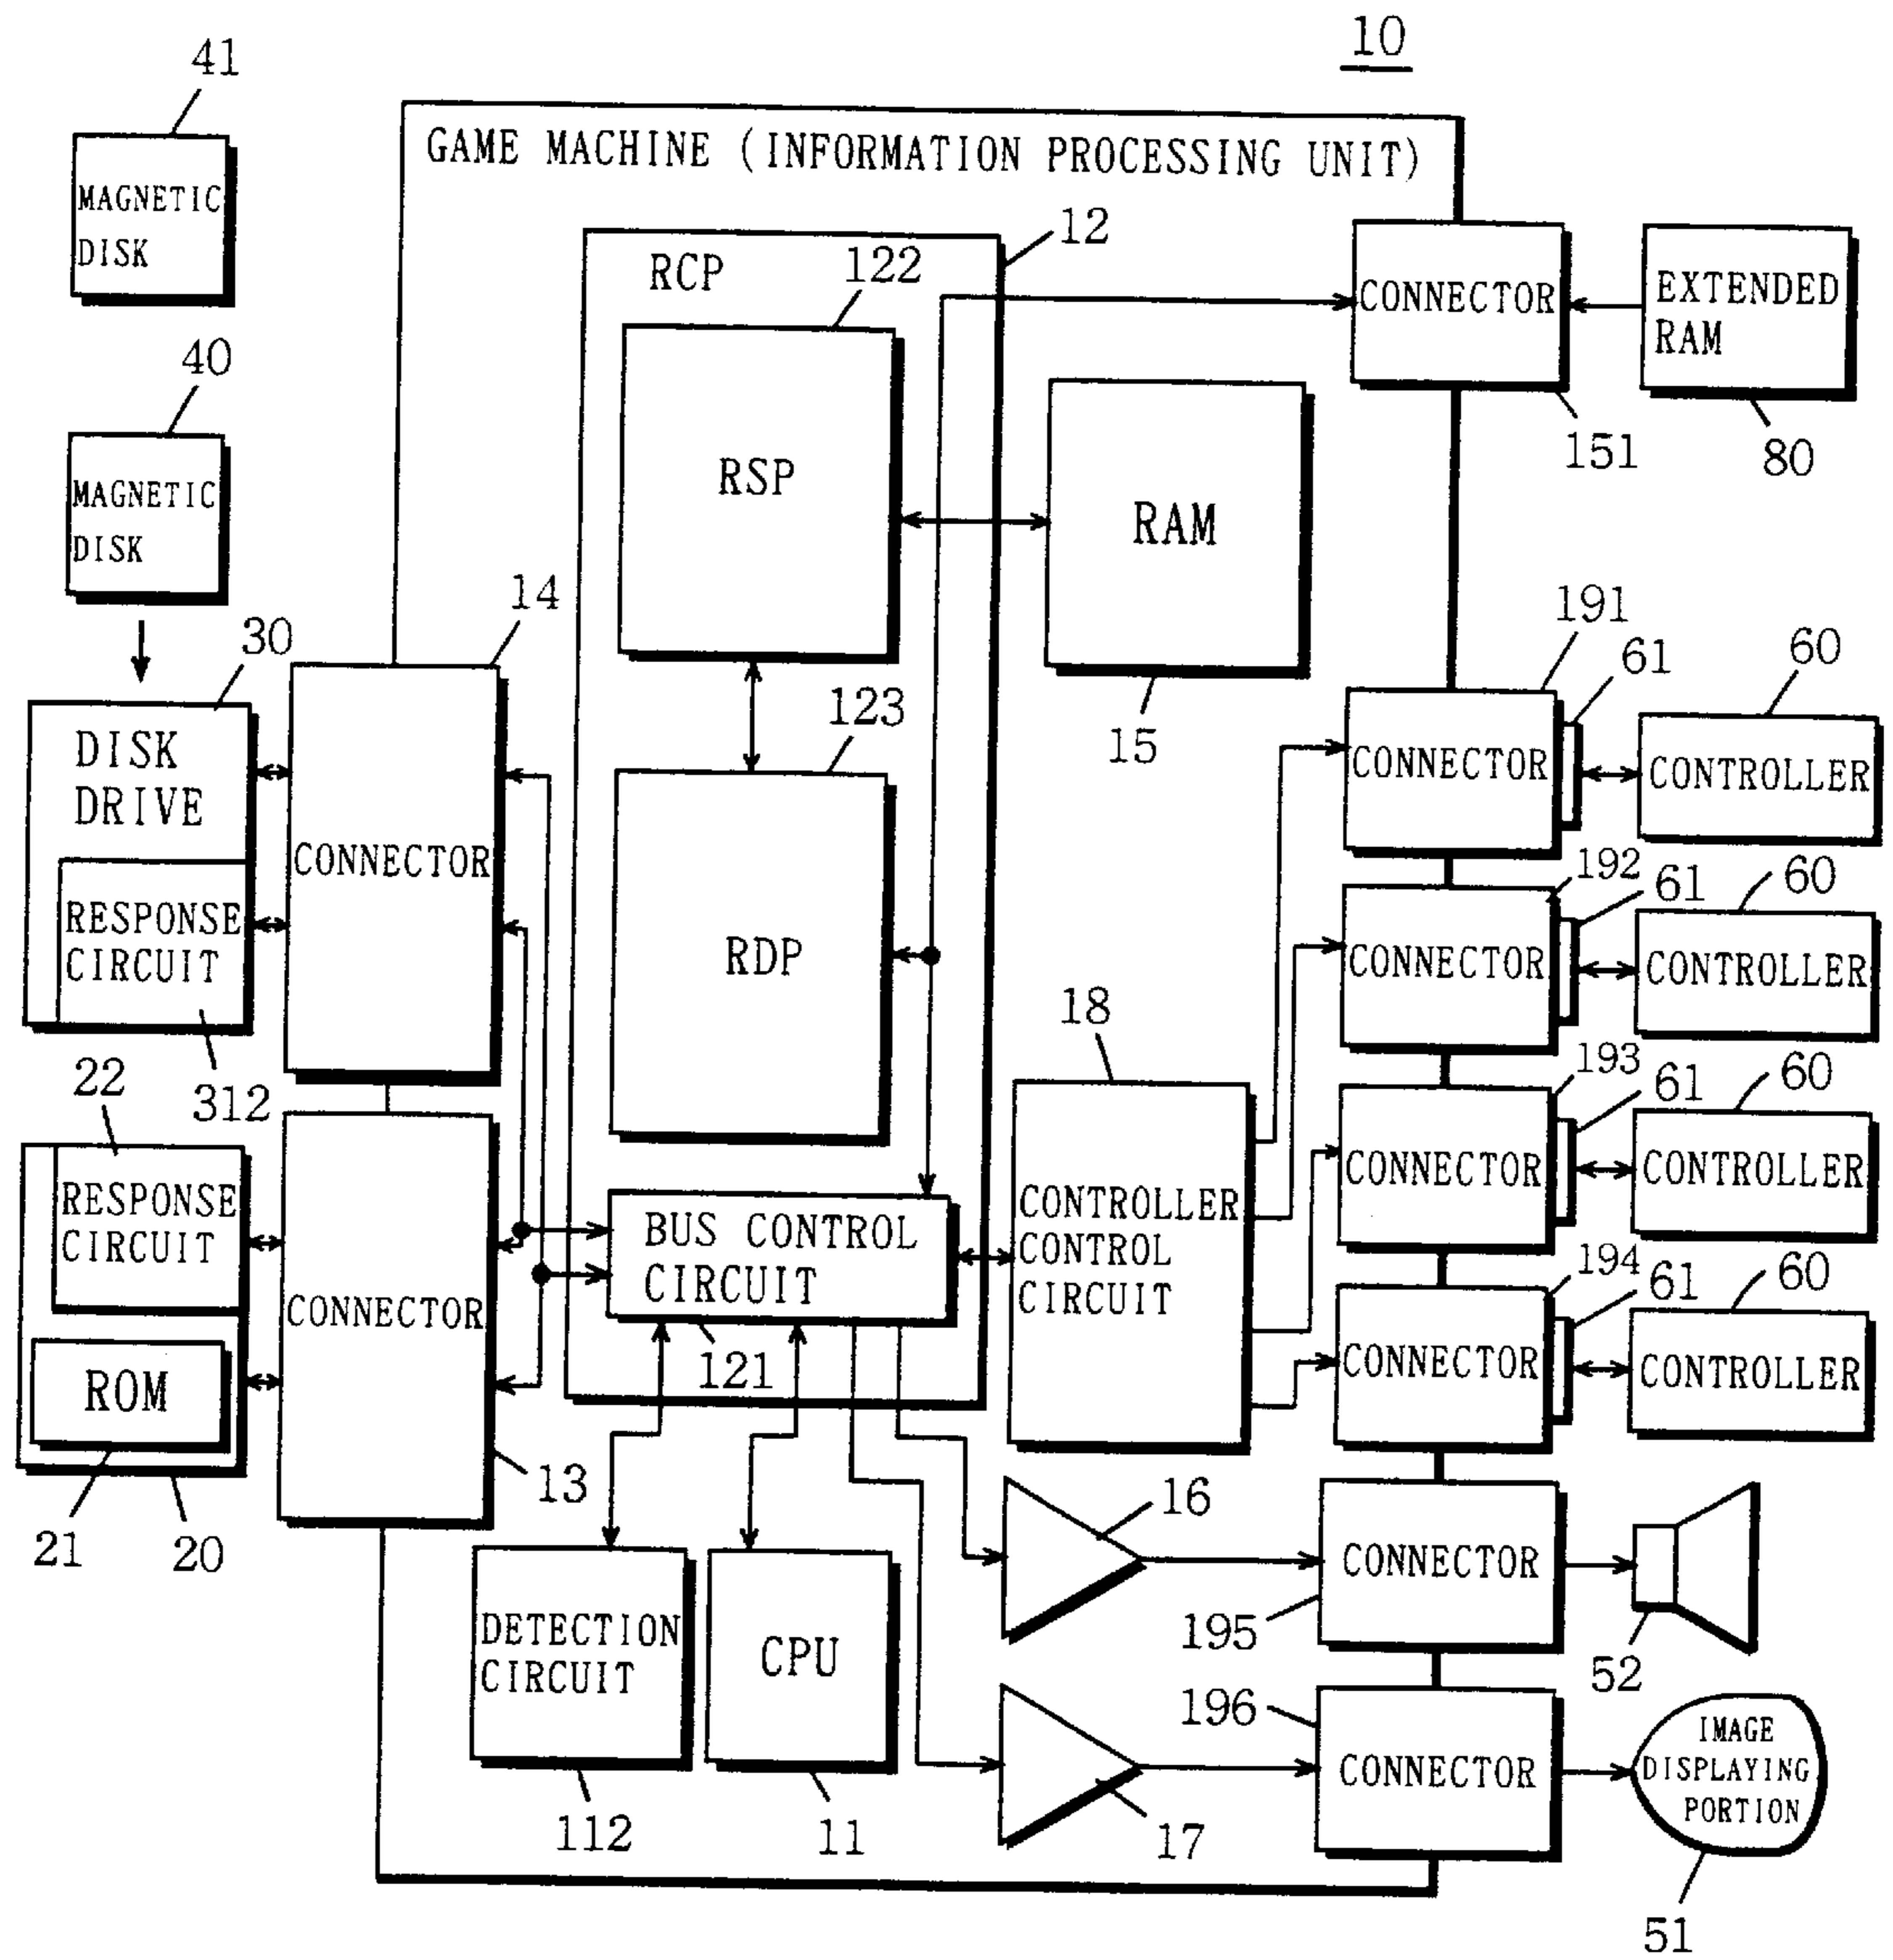 10
41
GAME MACHINE (INFORMATION PROCESSING UNIT)
MAGNETIC
DISK
12
RCP
122
CONNECTOR
EXTENDED
RAM
151
80
40
MAGNETIC
DISK
RSP
RAM
15
14
30
DISK
DRIVE
RESPONSE
CIRCUIT
312
CONNECTOR
123
RDP
191
61
60
CONNECTOR
CONTROLLER
192
61
60
CONNECTOR
CONTROLLER
18
193
61
60
CONNECTOR
CONTROLLER
194
61
60
CONNECTOR
CONTROLLER
22
RESPONSE
CIRCUIT
ROM
21
20
CONNECTOR
13
BUS CONTROL
CIRCUIT
121
CONTROLLER
CONTROL
CIRCUIT
DETECTION
CIRCUIT
112
CPU
11
16
CONNECTOR
195
52
17
196
CONNECTOR
IMAGE
DISPLAYING
PORTION
51